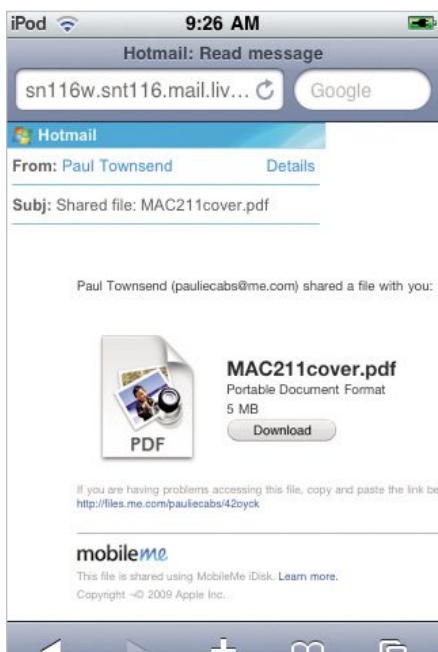 iPod 9:26 AM
Hotmail: Read message
sn116w.snt116.mail.liv... Google
Hotmail
From: Paul Townsend Details
Subj: Shared file: MAC211cover.pdf
Paul Townsend (pauliecabs@me.com) shared a file with you:
MAC211cover.pdf
Portable Document Format
5 MB
Download
PDF
If you are having problems accessing this file, copy and paste the link be
http://files.me.com/pauliecabs/42oyck
mobileme
This file is shared using MobileMe iDisk. Learn more.
Copyright ¬© 2009 Apple Inc.